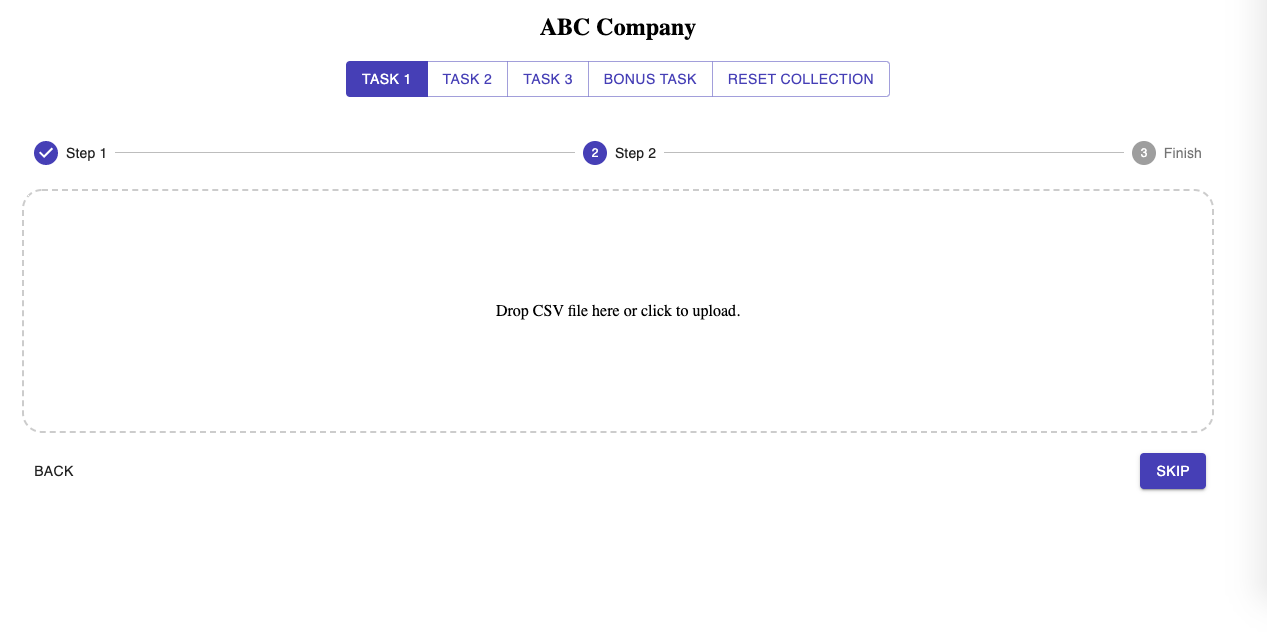 ABC Company
TASK 1 TASK 2 TASK 3 BONUS TASK RESET COLLECTION
Step 1 2 Step 2 3 Finish
Drop CSV file here or click to upload.
BACK SKIP